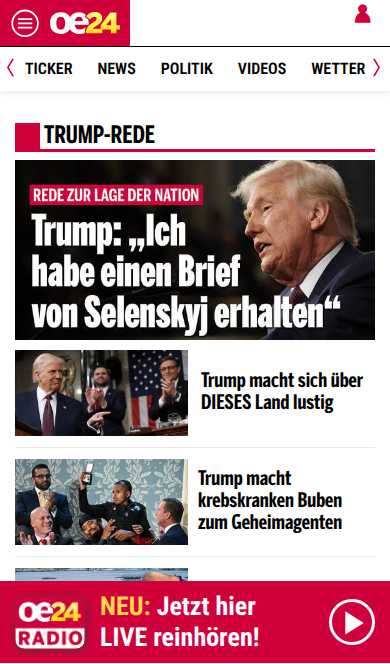 oe24
TICKER NEWS POLITIK VIDEOS WETTER
TRUMP-REDE
REDE ZUR LAGE DER NATION
Trump: „Ich
habe einen Brief
von Selenskyj erhalten“
Trump macht sich über
DIESES Land lustig
Trump macht
krebskranken Buben
zum Geheimagenten
oe24
RADIO
NEU: Jetzt hier
LIVE reinhören!